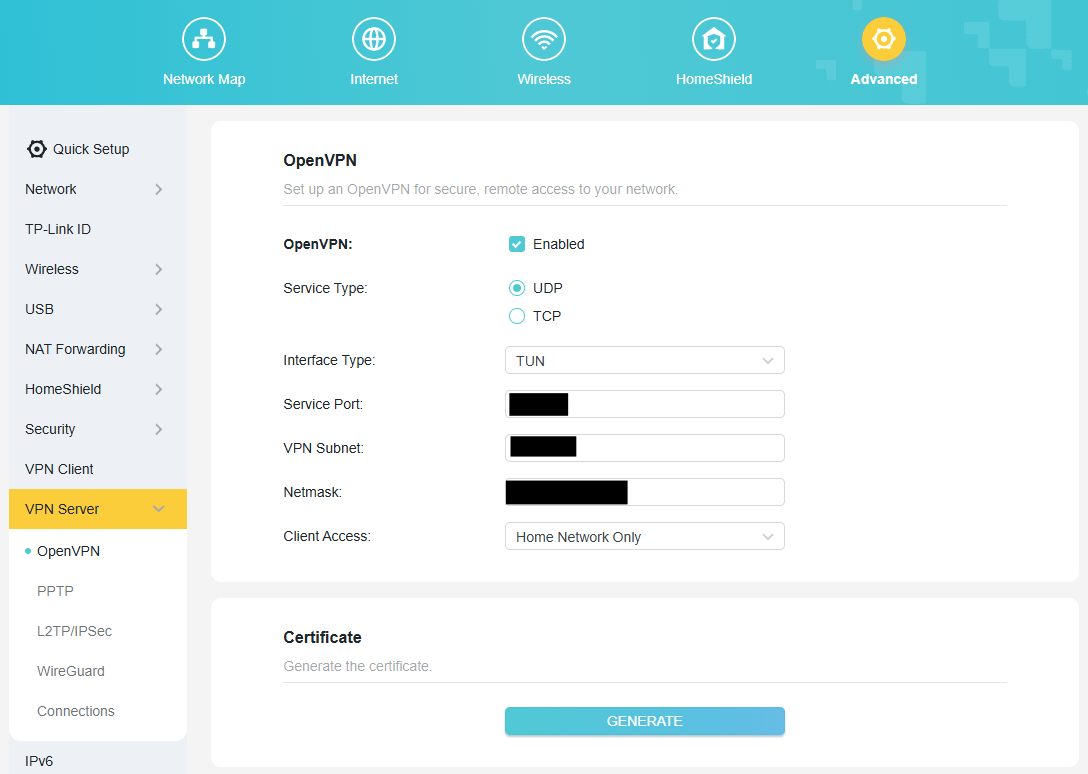 Network Map
Internet
Wireless
HomeShield
Advanced
Quick Setup
Network
TP-Link ID
Wireless
USB
NAT Forwarding
HomeShield
Security
VPN Client
VPN Server
OpenVPN
PPTP
L2TP/IPSec
WireGuard
Connections
IPv6
OpenVPN
Set up an OpenVPN for secure, remote access to your network.
OpenVPN: Enabled
Service Type: UDP
TCP
Interface Type: TUN
Service Port:
VPN Subnet:
Netmask:
Client Access: Home Network Only
Certificate
Generate the certificate.
GENERATE